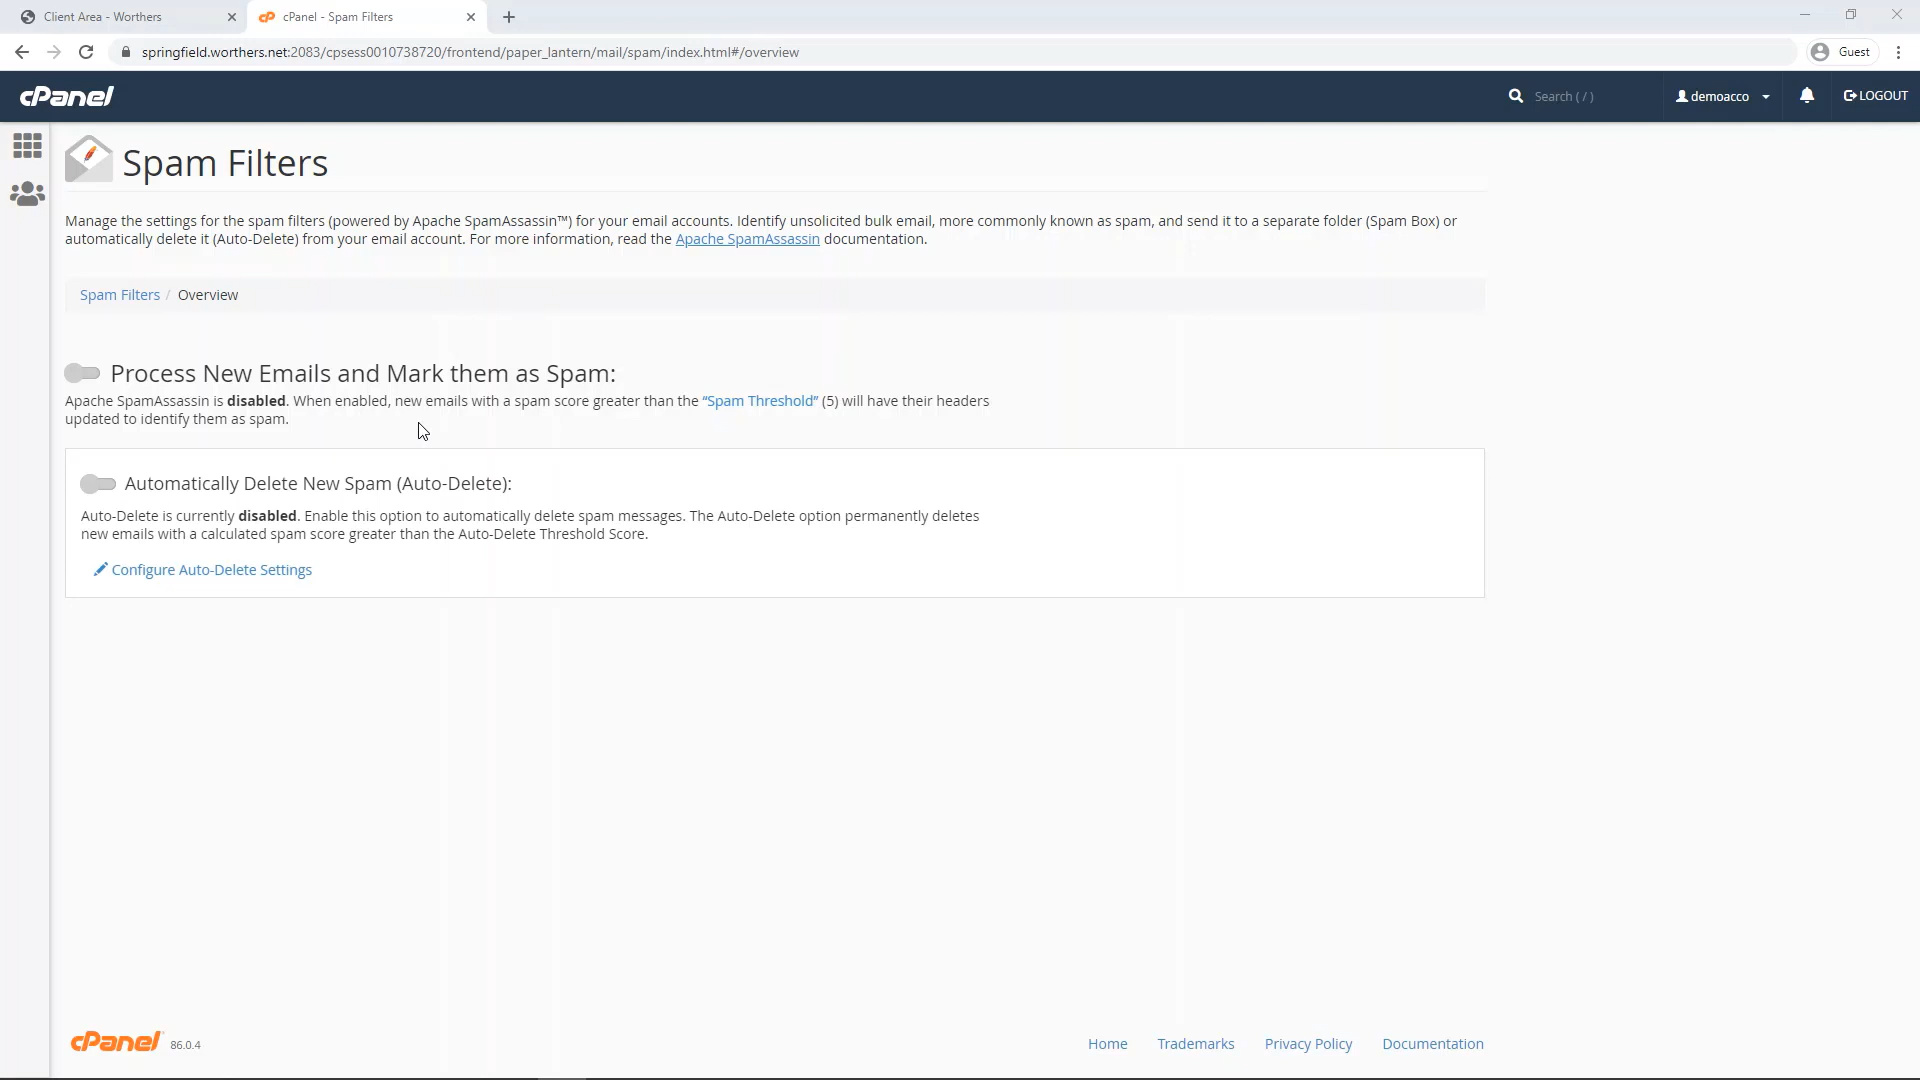 Client Area - Worthers
cPanel - Spam Filters
springfield.worthers.net:2083/cpsess0010738720/frontend/paper_lantern/mail/spam/index.html#/overview
Guest
cPanel
Search ( / )
demoacco
LOGOUT
Spam Filters
Manage the settings for the spam filters (powered by Apache SpamAssassin™) for your email accounts. Identify unsolicited bulk email, more commonly known as spam, and send it to a separate folder (Spam Box) or
automatically delete it (Auto-Delete) from your email account. For more information, read the Apache SpamAssassin documentation.
Spam Filters / Overview
Process New Emails and Mark them as Spam:
Apache SpamAssassin is disabled. When enabled, new emails with a spam score greater than the “Spam Threshold” (5) will have their headers
updated to identify them as spam.
Automatically Delete New Spam (Auto-Delete):
Auto-Delete is currently disabled. Enable this option to automatically delete spam messages. The Auto-Delete option permanently deletes
new emails with a calculated spam score greater than the Auto-Delete Threshold Score.
Configure Auto-Delete Settings
cPanel 86.0.4
Home
Trademarks
Privacy Policy
Documentation